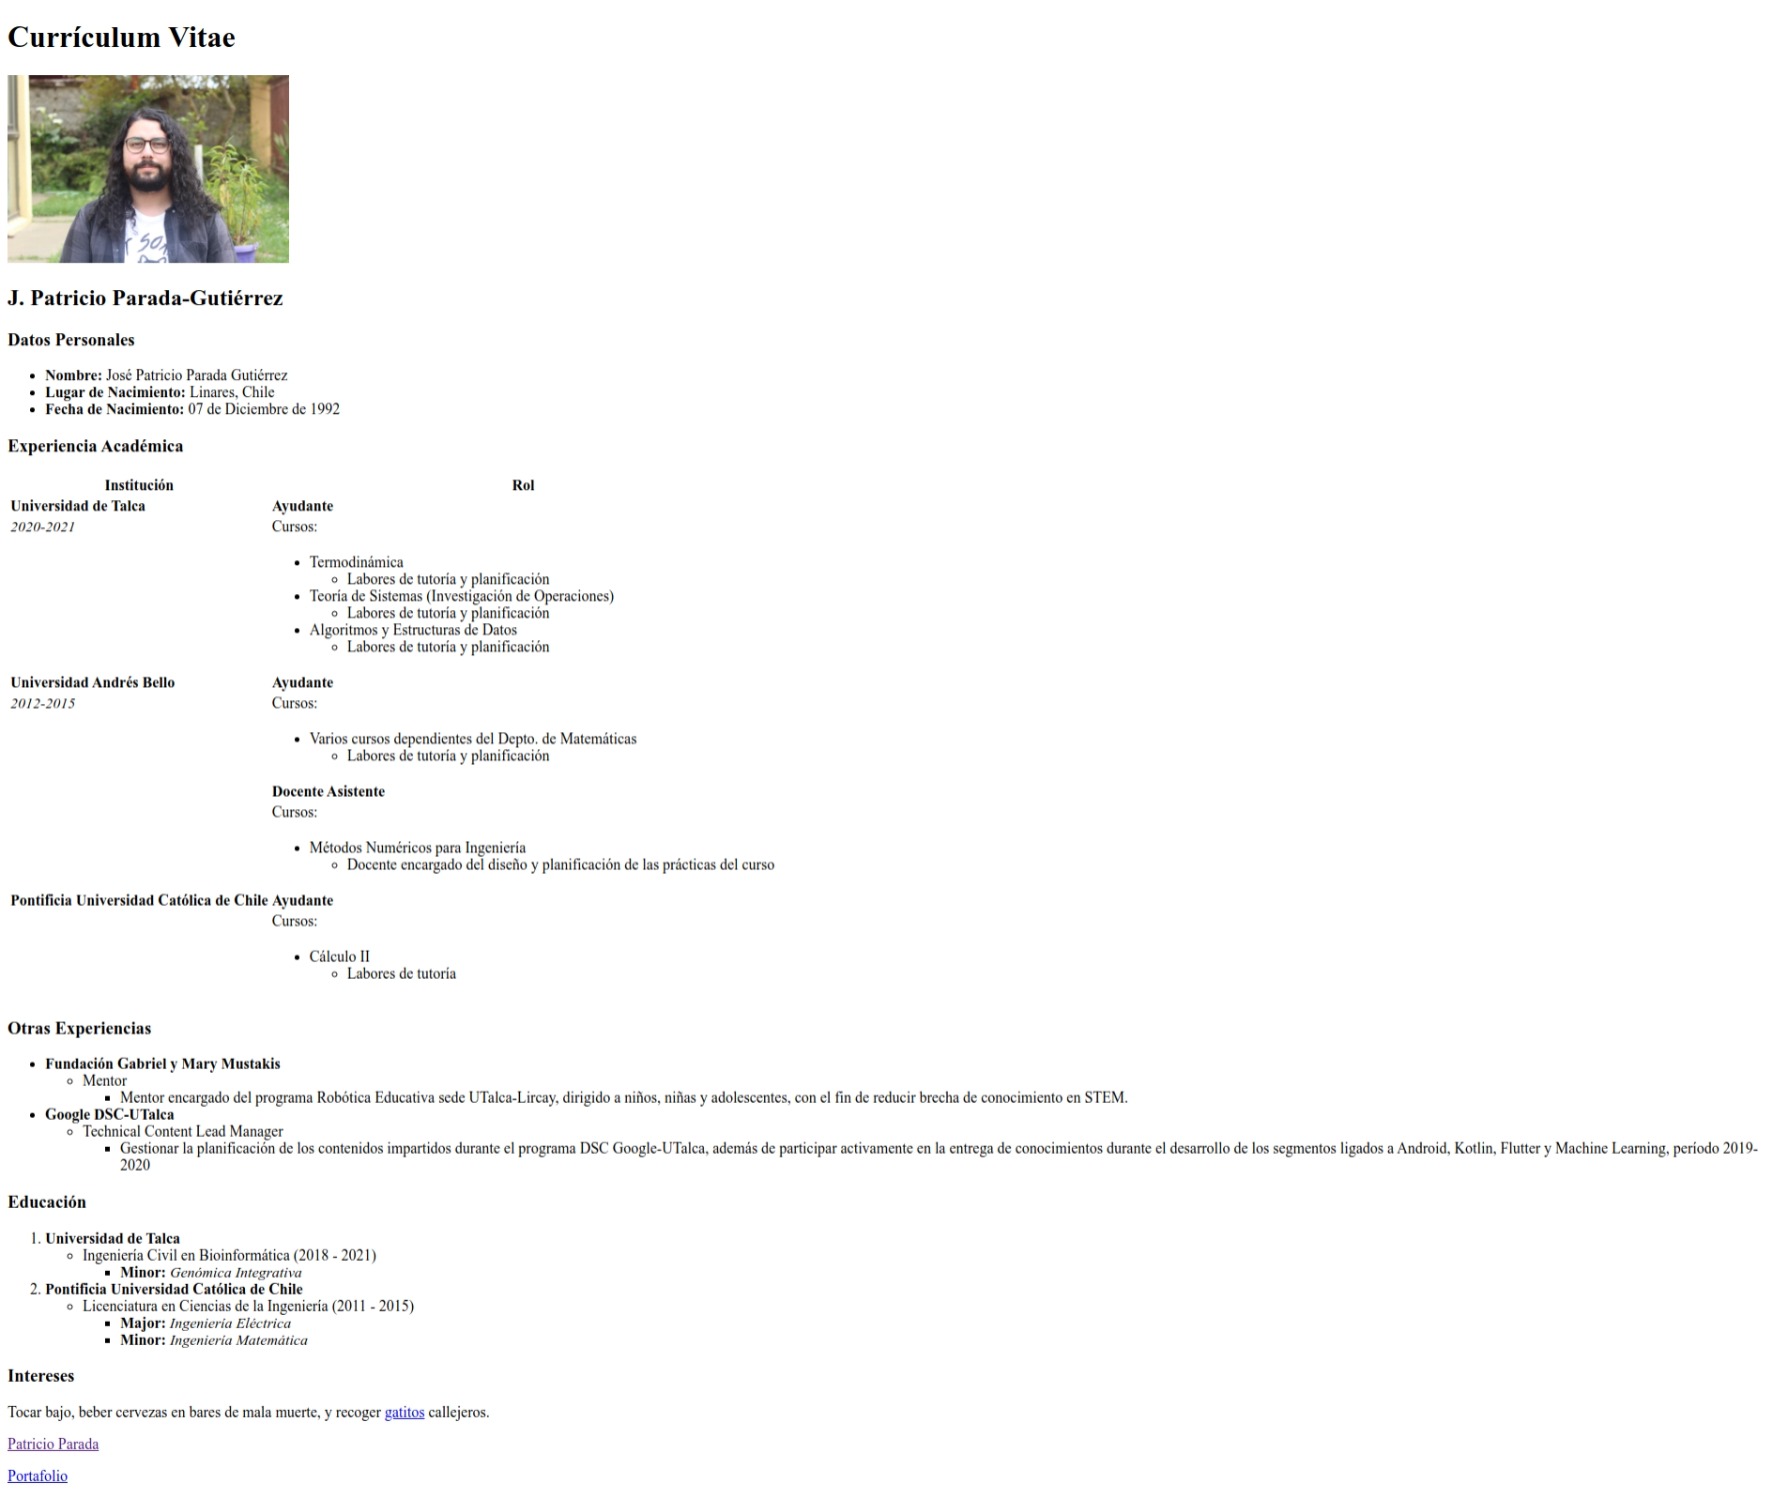 Currículum Vitae
SO
J. Patricio Parada-Gutiérrez
Datos Personales
Nombre: José Patricio Parada Gutiérrez
Lugar de Nacimiento: Linares, Chile
Fecha de Nacimiento: 07 de Diciembre de 1992
Experiencia Académica
Institución Rol
Universidad de Talca Ayudante
2020-2021 Cursos:
Termodinámica
Labores de tutoría y planificación
Teoría de Sistemas (Investigación de Operaciones)
Labores de tutoría y planificación
Algoritmos y Estructuras de Datos
Labores de tutoría y planificación
Universidad Andrés Bello Ayudante
2012-2015 Cursos:
Varios cursos dependientes del Depto. de Matemáticas
Labores de tutoría y planificación
Docente Asistente
Cursos:
Métodos Numéricos para Ingeniería
Docente encargado del diseño y planificación de las prácticas del curso
Pontificia Universidad Católica de Chile Ayudante
Cursos:
Cálculo II
Labores de tutoría
Otras Experiencias
Fundación Gabriel y Mary Mustakis
Mentor
Mentor encargado del programa Robótica Educativa sede UTalca-Lircay, dirigido a niños, niñas y adolescentes, con el fin de reducir brecha de conocimiento en STEM.
Google DSC-UTalca
Technical Content Lead Manager
Gestionar la planificación de los contenidos impartidos durante el programa DSC Google-UTalca, además de participar activamente en la entrega de conocimientos durante el desarrollo de los segmentos ligados a Android, Kotlin, Flutter y Machine Learning, período 2019-
2020
Educación
1. Universidad de Talca
Ingeniería Civil en Bioinformática (2018 - 2021)
Minor: Genómica Integrativa
2. Pontificia Universidad Católica de Chile
Licenciatura en Ciencias de la Ingeniería (2011 - 2015)
Major: Ingeniería Eléctrica
Minor: Ingeniería Matemática
Intereses
Tocar bajo, beber cervezas en bares de mala muerte, y recoger gatitos callejeros.
Patricio Parada
Portafolio